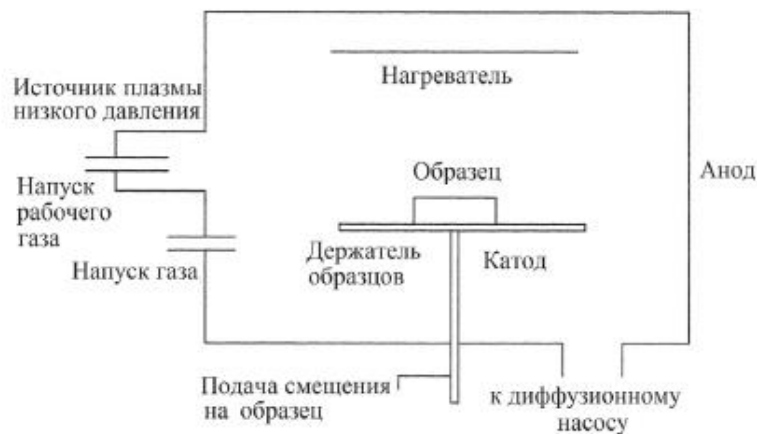 Источник плазмы
низкого давления
Нагреватель
Напуск
рабочего
газа
Образец
Анод
Напуск газа
Держатель
образцов
Катод
Подача смещения
на образец
к диффузионному
насосу